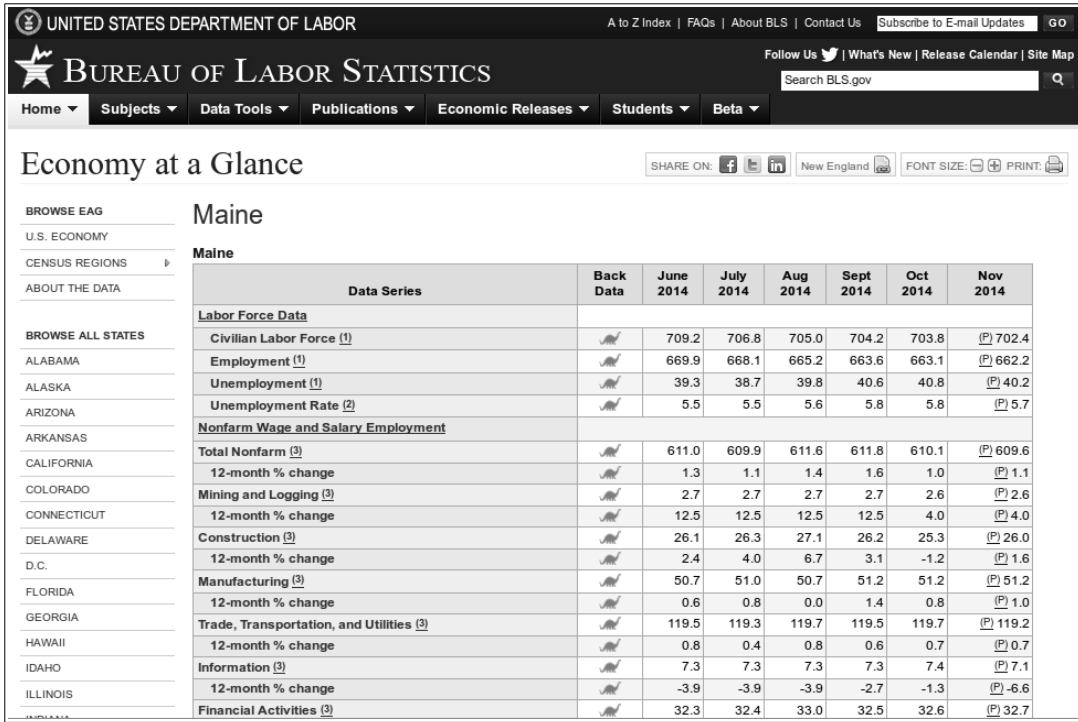 UNITED STATES DEPARTMENT OF LABOR
A to Z Index | FAQs | About BLS | Contact Us Subscribe to E-mail Updates GO
Follow Us | What's New | Release Calendar | Site Map
BUREAU OF LABOR STATISTICS
Search BLS.gov
Home Subjects Data Tools Publications Economic Releases Students Beta
Economy at a Glance
SHARE ON: New England FONT SIZE: PRINT:
BROWSE EAG
U.S. ECONOMY
CENSUS REGIONS
ABOUT THE DATA
BROWSE ALL STATES
ALABAMA
ALASKA
ARIZONA
ARKANSAS
CALIFORNIA
COLORADO
CONNECTICUT
DELAWARE
D.C.
FLORIDA
GEORGIA
HAWAII
IDAHO
ILLINOIS
Maine
Maine
Data Series Back Data June 2014 July 2014 Aug 2014 Sept 2014 Oct 2014 Nov 2014
Labor Force Data
Civilian Labor Force (1) 709.2 706.8 705.0 704.2 703.8 (P) 702.4
Employment (1) 669.9 668.1 665.2 663.6 663.1 (P) 662.2
Unemployment (1) 39.3 38.7 39.8 40.6 40.8 (P) 40.2
Unemployment Rate (2) 5.5 5.5 5.6 5.8 5.8 (P) 5.7
Nonfarm Wage and Salary Employment
Total Nonfarm (3) 611.0 609.9 611.6 611.8 610.1 (P) 609.6
12-month % change 1.3 1.1 1.4 1.6 1.0 (P) 1.1
Mining and Logging (3) 2.7 2.7 2.7 2.7 2.6 (P) 2.6
12-month % change 12.5 12.5 12.5 12.5 4.0 (P) 4.0
Construction (3) 26.1 26.3 27.1 26.2 25.3 (P) 26.0
12-month % change 2.4 4.0 6.7 3.1 -1.2 (P) 1.6
Manufacturing (3) 50.7 51.0 50.7 51.2 51.2 (P) 51.2
12-month % change 0.6 0.8 0.0 1.4 0.8 (P) 1.0
Trade, Transportation, and Utilities (3) 119.5 119.3 119.7 119.5 119.7 (P) 119.2
12-month % change 0.8 0.4 0.8 0.6 0.7 (P) 0.7
Information (3) 7.3 7.3 7.3 7.3 7.4 (P) 7.1
12-month % change -3.9 -3.9 -3.9 -2.7 -1.3 (P) -6.6
Financial Activities (3) 32.3 32.4 33.0 32.5 32.6 (P) 32.7